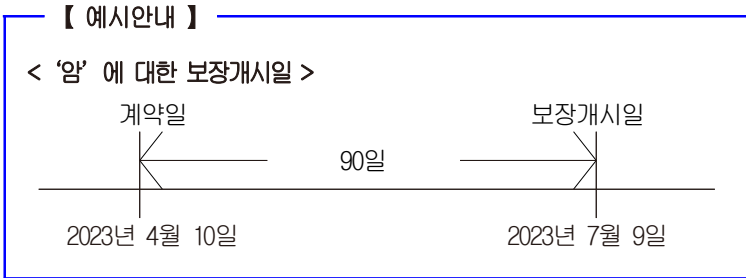 【 예시안내 】
< ‘암’ 에 대한 보장개시일 >
계약일 보장개시일
90일
2023년 4월 10일 2023년 7월 9일